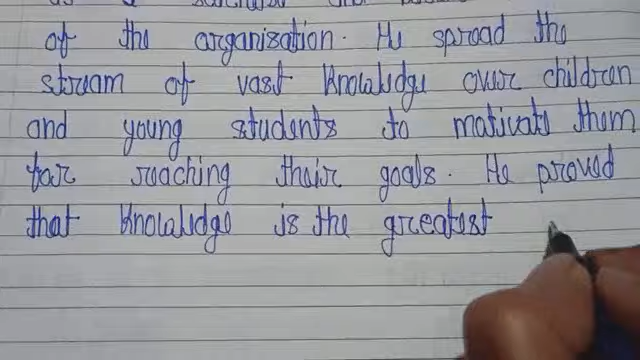 of the organization. He spread the
stream of vast knowledge over children
and young students to motivate them
for reaching their goals. He proved
that knowledge is the greatest